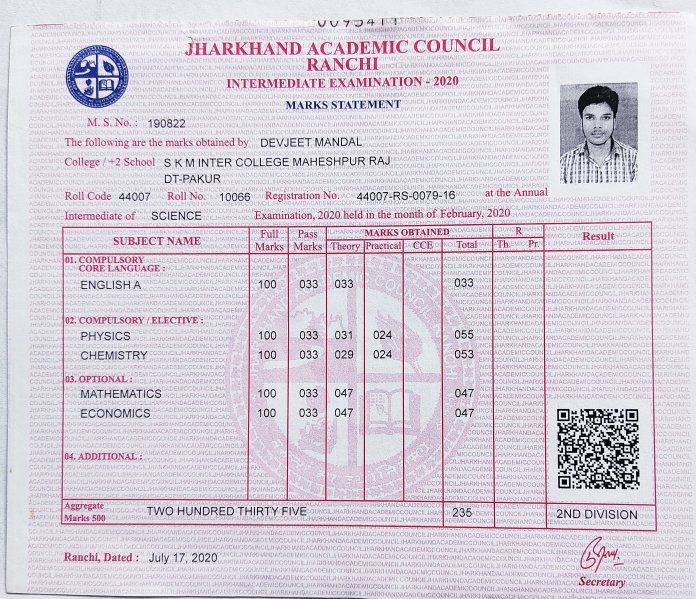 JHARKHAND ACADEMIC COUNCIL
RANCHI
INTERMEDIATE EXAMINATION - 2020
MARKS STATEMENT
M. S. No. : 190822
The following are the marks obtained by DEVJEET MANDAL
College / +2 School S K M INTER COLLEGE MAHESHPUR RAJ
DT-PAKUR
Roll Code 44007 Roll No. 10066 Registration No. 44007-RS-0079-16 at the Annual
Intermediate of SCIENCE Examination, 2020 held in the month of February, 2020
SUBJECT NAME Full Marks Pass Marks MARKS OBTAINED R Result
Theory Practical CCE Total Th. Pr.
01. COMPULSORY
CORE LANGUAGE :
ENGLISH A 100 033 033 033
02. COMPULSORY / ELECTIVE :
PHYSICS 100 033 031 024 055
CHEMISTRY 100 033 029 024 053
03. OPTIONAL :
MATHEMATICS 100 033 047 047
ECONOMICS 100 033 047 047
04. ADDITIONAL :
Aggregate
Marks 500 TWO HUNDRED THIRTY FIVE 235 2ND DIVISION
Ranchi, Dated : July 17, 2020
Secretary